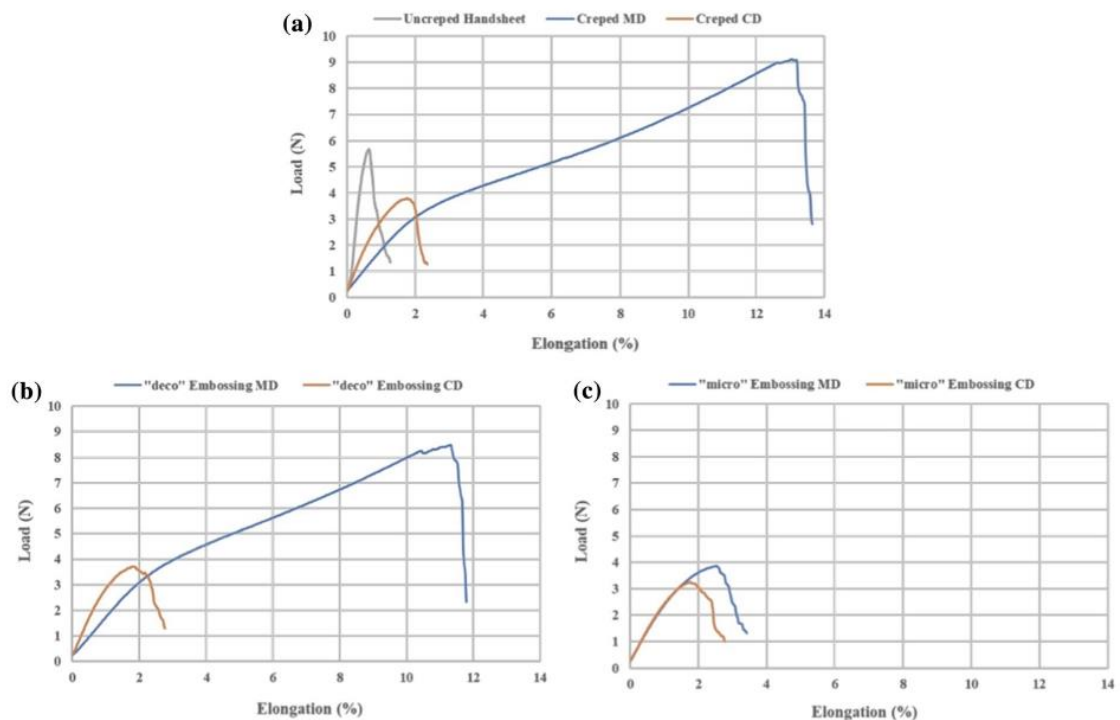 (a)
Uncreped Handsheet Creped MD Creped CD
10
9
8
7
6
5
4
3
2
1
0
Load (N)
0 2 4 6 8 10 12 14
Elongation (%)
(b)
"deco" Embossing MD "deco" Embossing CD
10
9
8
7
6
5
4
3
2
1
0
Load (N)
0 2 4 6 8 10 12 14
Elongation (%)
(c)
"micro" Embossing MD "micro" Embossing CD
10
9
8
7
6
5
4
3
2
1
0
Load (N)
0 2 4 6 8 10 12 14
Elongation (%)